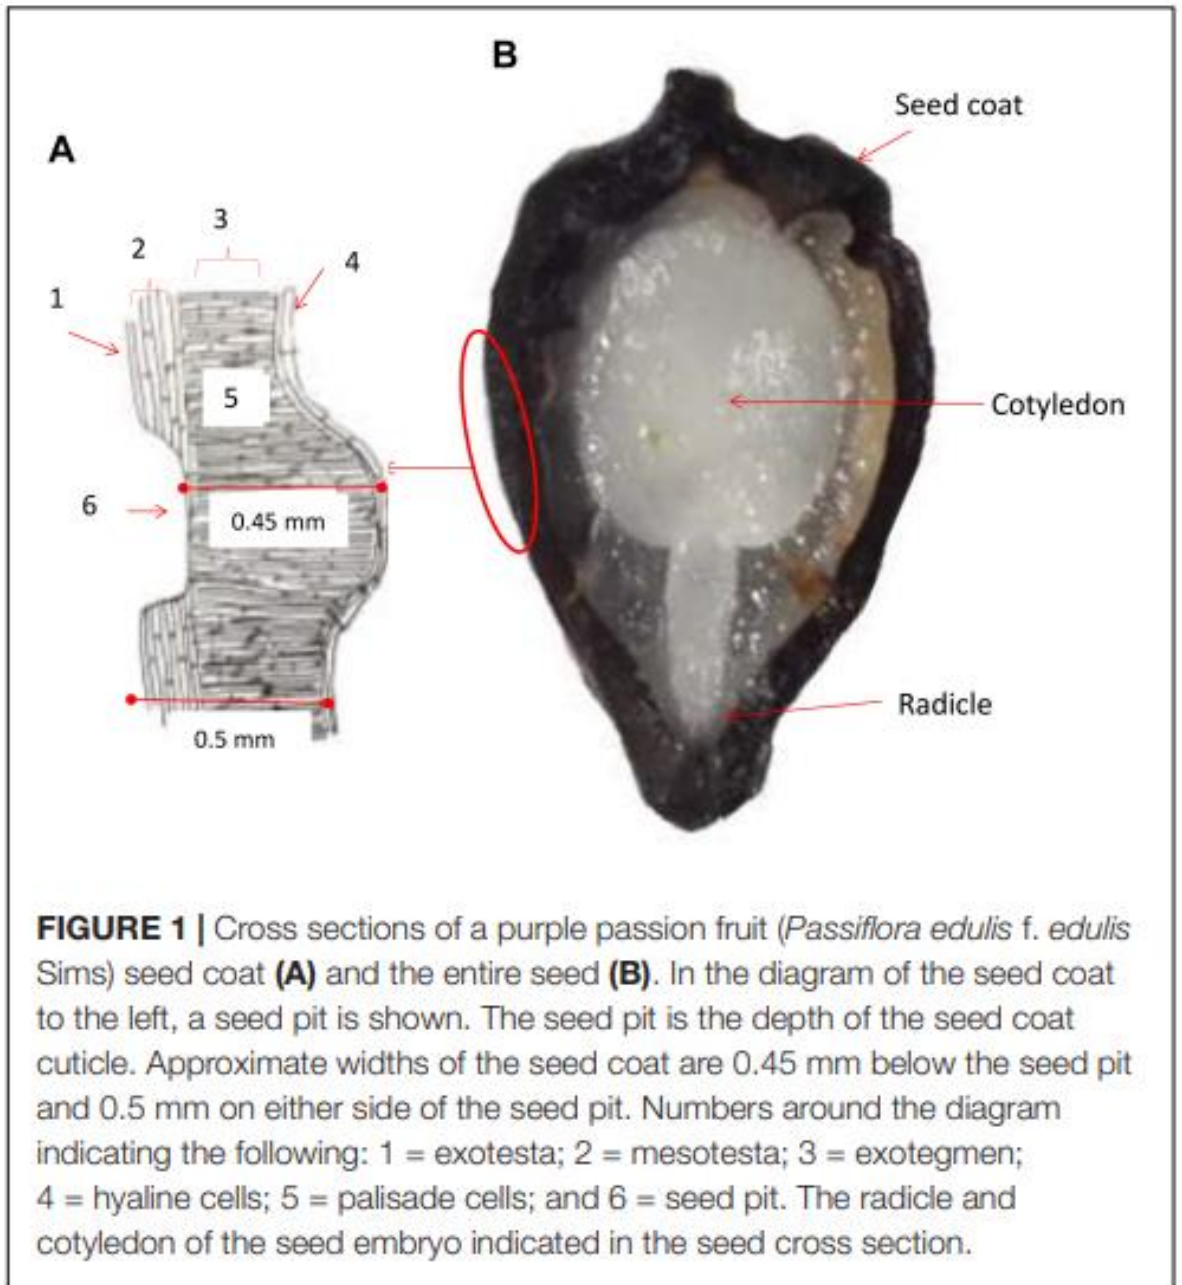 B
Seed coat
A
3
2
4
1
5
Cotyledon
6
0.45 mm
Radicle
0.5 mm
FIGURE 1 | Cross sections of a purple passion fruit (Passiflora edulis f. edulis
Sims) seed coat (A) and the entire seed (B). In the diagram of the seed coat
to the left, a seed pit is shown. The seed pit is the depth of the seed coat
cuticle. Approximate widths of the seed coat are 0.45 mm below the seed pit
and 0.5 mm on either side of the seed pit. Numbers around the diagram
indicating the following: 1 = exotesta; 2 = mesotesta; 3 = exotegmen;
4 = hyaline cells; 5 = palisade cells; and 6 = seed pit. The radicle and
cotyledon of the seed embryo indicated in the seed cross section.